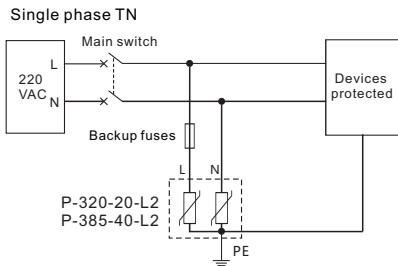 Single phase TN
Main switch
L
220
VAC
N
Devices
protected
Backup fuses
L
N
P-320-20-L2
P-385-40-L2
PE